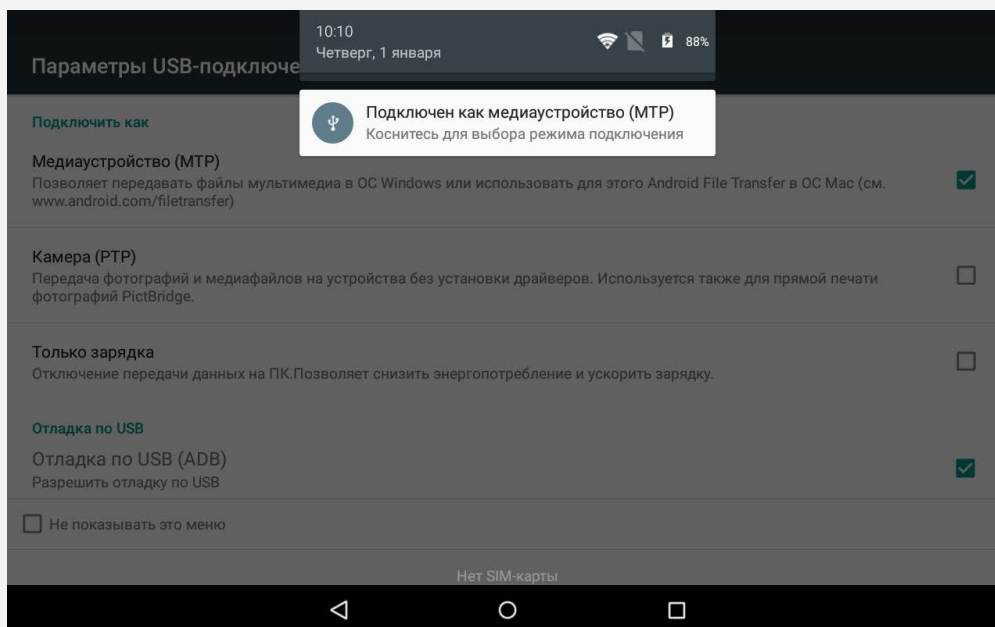 10:10
Четверг, 1 января
88%
Параметры USB-подключе
Подключен как медиаустройство (MTP)
Коснитесь для выбора режима подключения
Подключить как
Медиаустройство (MTP)
Позволяет передавать файлы мультимедиа в ОС Windows или использовать для этого Android File Transfer в ОС Mac (см.
www.android.com/filetransfer)
Камера (PTP)
Передача фотографий и медиафайлов на устройства без установки драйверов. Используется также для прямой печати
фотографий PictBridge.
Только зарядка
Отключение передачи данных на ПК.Позволяет снизить энергопотребление и ускорить зарядку.
Отладка по USB
Отладка по USB (ADB)
Разрешить отладку по USB
Не показывать это меню
Нет SIM-карты